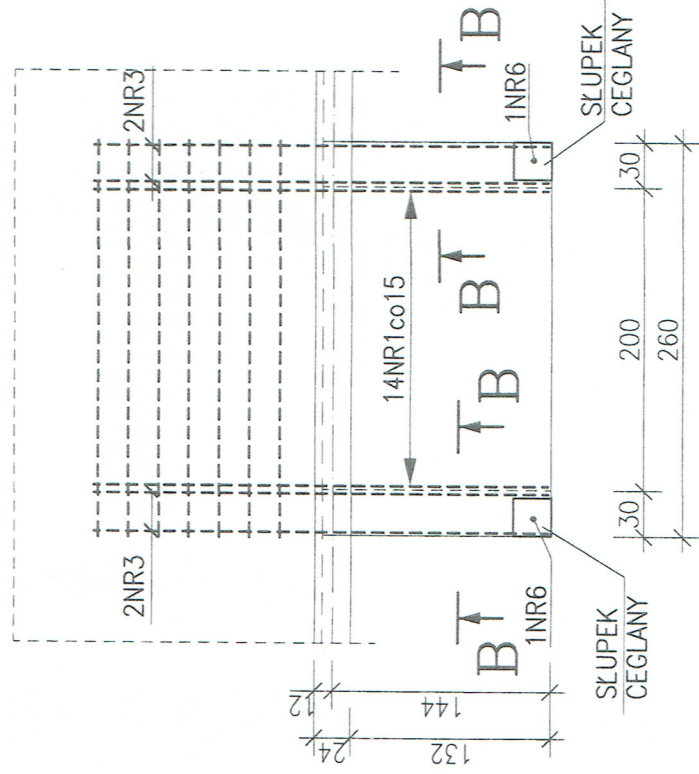 2NR3
2NR3
B
B
B
B
14NR1co15
1NR6
1NR6
SŁUPEK
CEGLANY
SŁUPEK
CEGLANY
12
144
24
132
30
200
30
260